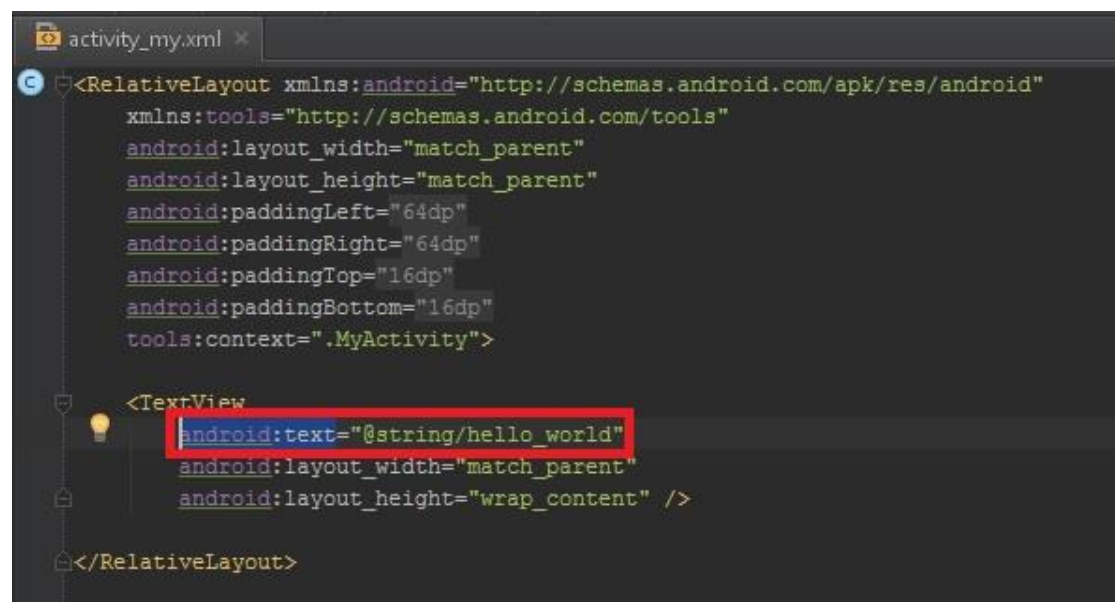 activity_my.xml
<RelativeLayout xmlns:android="http://schemas.android.com/apk/res/android"
xmlns:tools="http://schemas.android.com/tools"
android:layout_width="match_parent"
android:layout_height="match_parent"
android:paddingLeft="64dp"
android:paddingRight="64dp"
android:paddingTop="16dp"
android:paddingBottom="16dp"
tools:context=".MyActivity">
<TextView
android:text="@string/hello_world"
android:layout_width="match_parent"
android:layout_height="wrap_content" />
</RelativeLayout>